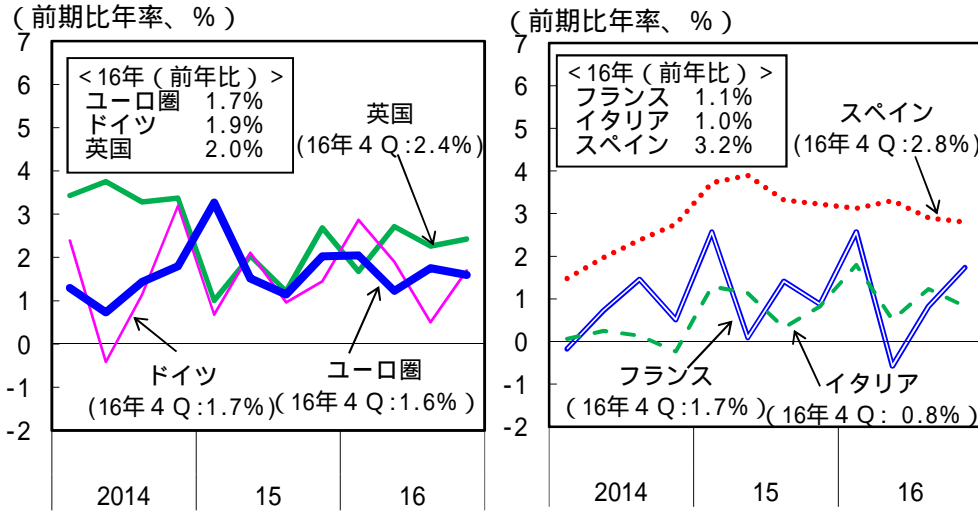 (前期比年率、%)
7
6
5
4
3
2
1
0
-1
-2
<16年(前年比)>
ユーロ圏 1.7%
ドイツ 1.9%
英国 2.0%
英国
(16年4Q:2.4%)
ドイツ
(16年4Q:1.7%)
ユーロ圏
(16年4Q:1.6%)
2014 15 16
(前期比年率、%)
7
6
5
4
3
2
1
0
-1
-2
<16年(前年比)>
フランス 1.1%
イタリア 1.0%
スペイン 3.2%
スペイン
(16年4Q:2.8%)
フランス
(16年4Q:1.7%)
イタリア
(16年4Q: 0.8%)
2014 15 16